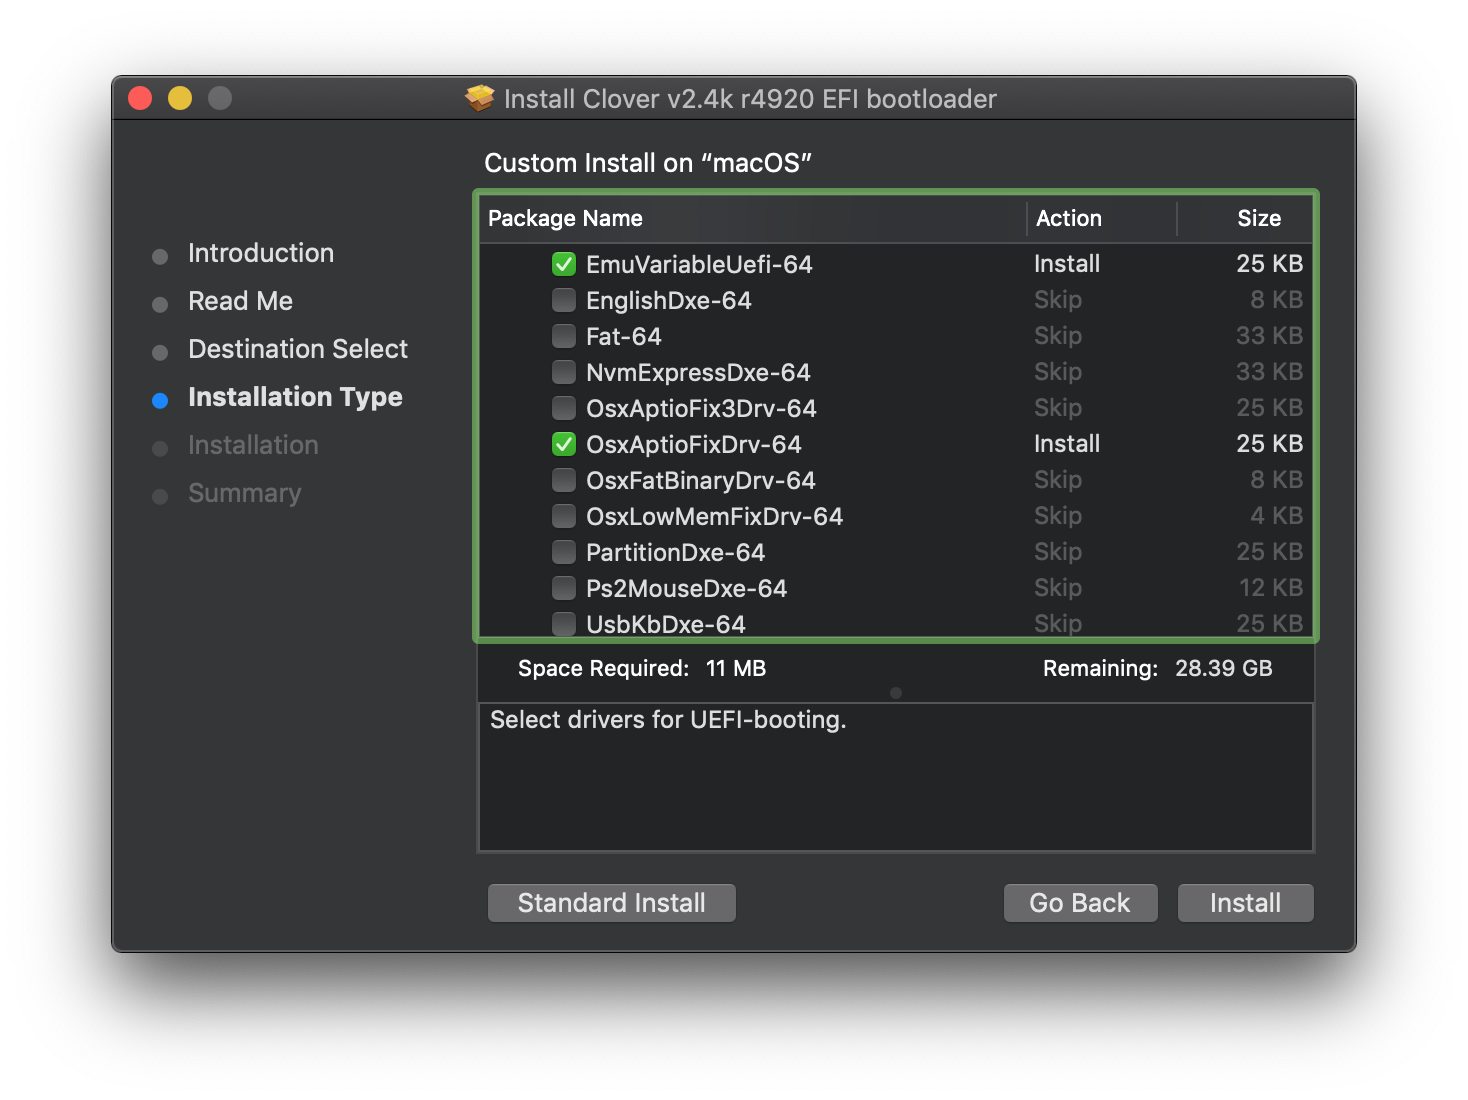 Install Clover v2.4k r4920 EFI bootloader
Custom Install on “macOS”
Introduction
Read Me
Destination Select
Installation Type
Installation
Summary
Package Name Action Size
EmuVariableUefi-64 Install 25 KB
EnglishDxe-64 Skip 8 KB
Fat-64 Skip 33 KB
NvmExpressDxe-64 Skip 33 KB
OsxAptioFix3Drv-64 Skip 25 KB
OsxAptioFixDrv-64 Install 25 KB
OsxFatBinaryDrv-64 Skip 8 KB
OsxLowMemFixDrv-64 Skip 4 KB
PartitionDxe-64 Skip 25 KB
Ps2MouseDxe-64 Skip 12 KB
UsbKbDxe-64 Skip 25 KB
Space Required: 11 MB Remaining: 28.39 GB
Select drivers for UEFI-booting.
Standard Install Go Back Install